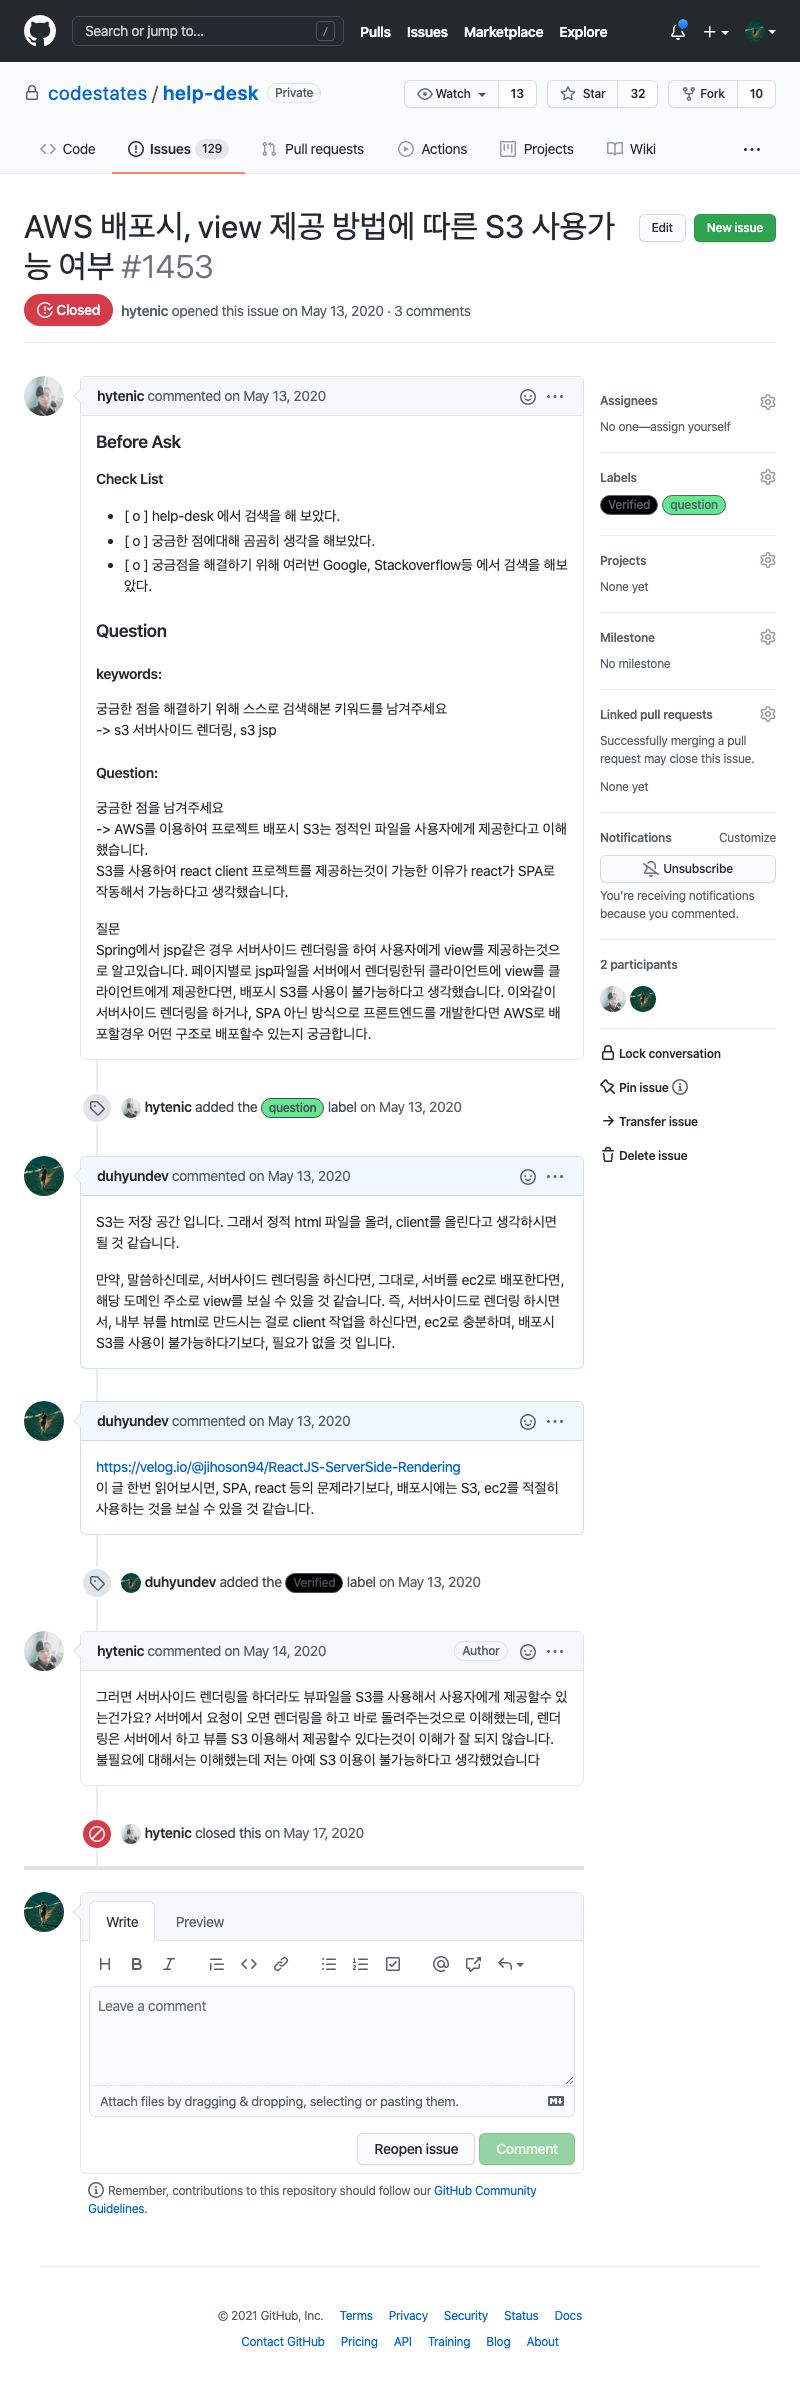 Search or jump to... /
Pulls Issues Marketplace Explore
codestates / help-desk Private
Watch 13 Star 32 Fork 10
Code Issues 129 Pull requests Actions Projects Wiki ...
AWS 배포시, view 제공 방법에 따른 S3 사용가
능 여부 #1453
Edit New issue
Closed hytenic opened this issue on May 13, 2020 · 3 comments
hytenic commented on May 13, 2020
Before Ask
Check List
• [ o ] help-desk 에서 검색을 해 보았다.
• [ o ] 궁금한 점에대해 곰곰히 생각을 해보았다.
• [ o ] 궁금점을 해결하기 위해 여러번 Google, Stackoverflow등 에서 검색을 해보
았다.
Question
keywords:
궁금한 점을 해결하기 위해 스스로 검색해본 키워드를 남겨주세요
-> s3 서버사이드 렌더링, s3 jsp
Question:
궁금한 점을 남겨주세요
-> AWS를 이용하여 프로젝트 배포시 S3는 정적인 파일을 사용자에게 제공한다고 이해
했습니다.
S3를 사용하여 react client 프로젝트를 제공하는것이 가능한 이유가 react가 SPA로
작동해서 가능하다고 생각했습니다.
질문
Spring에서 jsp같은 경우 서버사이드 렌더링을 하여 사용자에게 view를 제공하는것으
로 알고있습니다. 페이지별로 jsp파일을 서버에서 렌더링한뒤 클라이언트에 view를 클
라이언트에게 제공한다면, 배포시 S3를 사용이 불가능하다고 생각했습니다. 이와같이
서버사이드 렌더링을 하거나, SPA 아닌 방식으로 프론트엔드를 개발한다면 AWS로 배
포할경우 어떤 구조로 배포할수 있는지 궁금합니다.
hytenic added the question label on May 13, 2020
duhyundev commented on May 13, 2020
S3는 저장 공간 입니다. 그래서 정적 html 파일을 올려, client를 올린다고 생각하시면
될 것 같습니다.
만약, 말씀하신데로, 서버사이드 렌더링을 하신다면, 그대로, 서버를 ec2로 배포한다면,
해당 도메인 주소로 view를 보실 수 있을 것 같습니다. 즉, 서버사이드로 렌더링 하시면
서, 내부 뷰를 html로 만드시는 걸로 client 작업을 하신다면, ec2로 충분하며, 배포시
S3를 사용이 불가능하다기보다, 필요가 없을 것 입니다.
duhyundev commented on May 13, 2020
https://velog.io/@jihoson94/ReactJS-ServerSide-Rendering
이 글 한번 읽어보시면, SPA, react 등의 문제라기보다, 배포시에는 S3, ec2를 적절히
사용하는 것을 보실 수 있을 것 같습니다.
duhyundev added the Verified label on May 13, 2020
hytenic commented on May 14, 2020 Author
그러면 서버사이드 렌더링을 하더라도 뷰파일을 S3를 사용해서 사용자에게 제공할수 있
는건가요? 서버에서 요청이 오면 렌더링을 하고 바로 돌려주는것으로 이해했는데, 렌더
링은 서버에서 하고 뷰를 S3 이용해서 제공할수 있다는것이 이해가 잘 되지 않습니다.
불필요에 대해서는 이해했는데 저는 아예 S3 이용이 불가능하다고 생각했었습니다
hytenic closed this on May 17, 2020
Assignees
No one—assign yourself
Labels
Verified question
Projects
None yet
Milestone
No milestone
Linked pull requests
Successfully merging a pull
request may close this issue.
None yet
Notifications Customize
Unsubscribe
You're receiving notifications
because you commented.
2 participants
Lock conversation
Pin issue
Transfer issue
Delete issue
Write Preview
Leave a comment
Attach files by dragging & dropping, selecting or pasting them.
Reopen issue Comment
Remember, contributions to this repository should follow our GitHub Community
Guidelines.
© 2021 GitHub, Inc. Terms Privacy Security Status Docs
Contact GitHub Pricing API Training Blog About